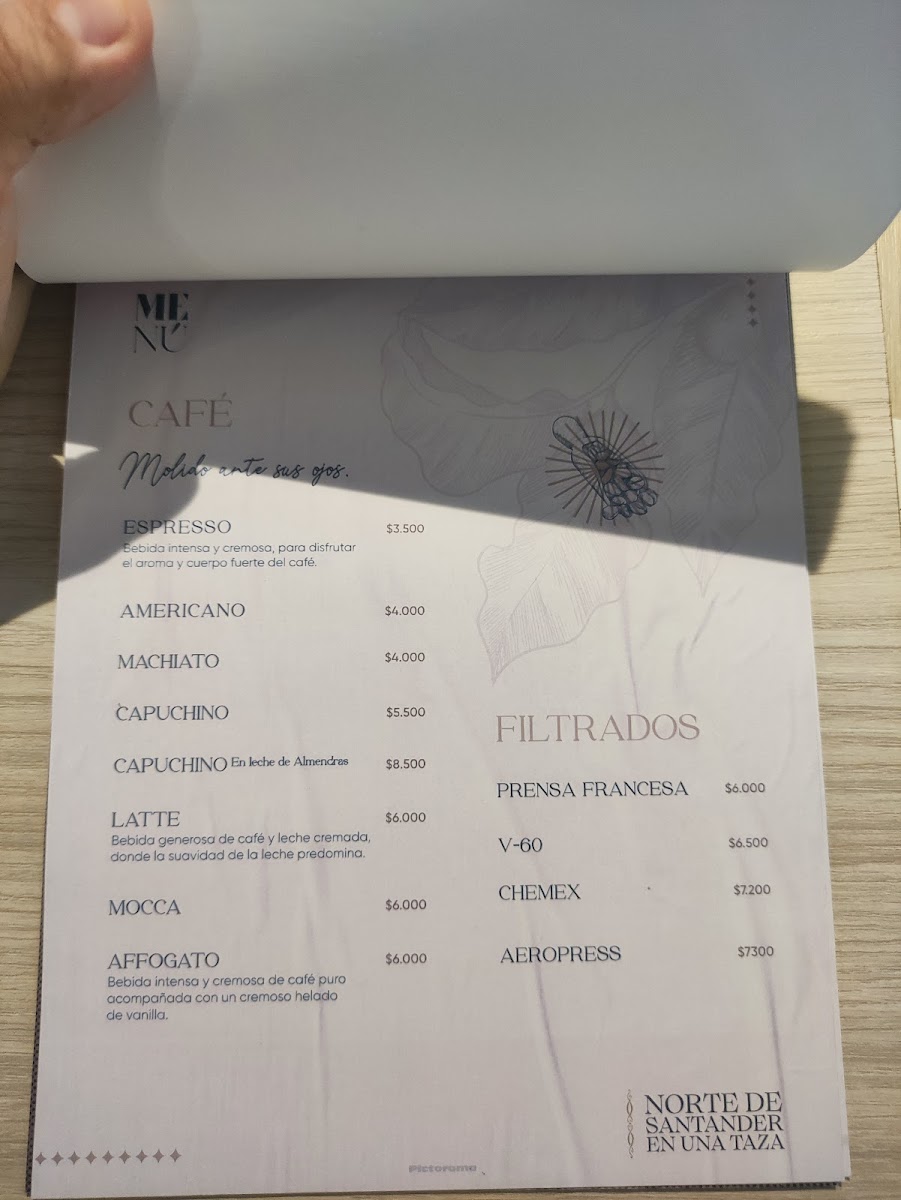 ME
NÚ
CAFÉ
Molido ante sus ojos.
ESPRESSO $3.500
Bebida intensa y cremosa, para disfrutar
el aroma y cuerpo fuerte del café.
AMERICANO $4.000
MACHIATO $4.000
CAPUCHINO $5.500
CAPUCHINO En leche de Almendras $8.500
LATTE $6.000
Bebida generosa de café y leche cremada,
donde la suavidad de la leche predomina.
MOCCA $6.000
AFFOGATO $6.000
Bebida intensa y cremosa de café puro
acompañada con un cremoso helado
de vainilla.
FILTRADOS
PRENSA FRANCESA $6.000
V-60 $6.500
CHEMEX $7.200
AEROPRESS $7300
NORTE DE
SANTANDER
EN UNA TAZA
Pictorama